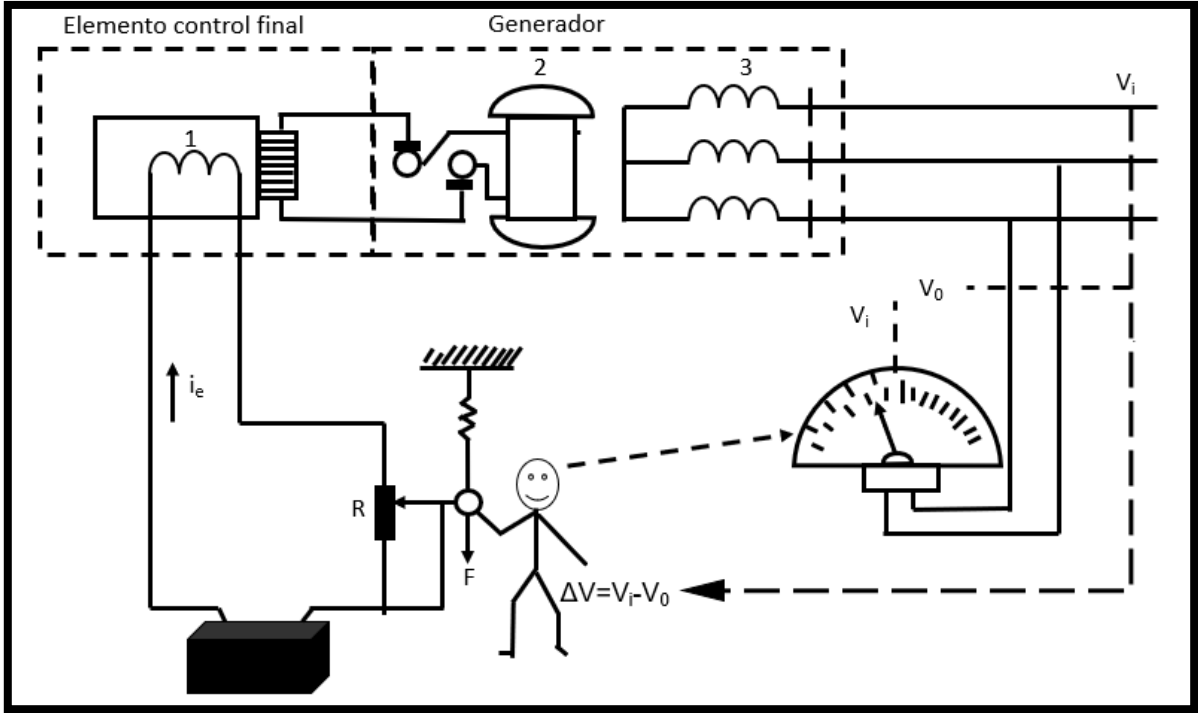 Elemento control final
Generador
1
2
3
Vi
V0
Vi
ie
R
F
ΔV=Vi-V0